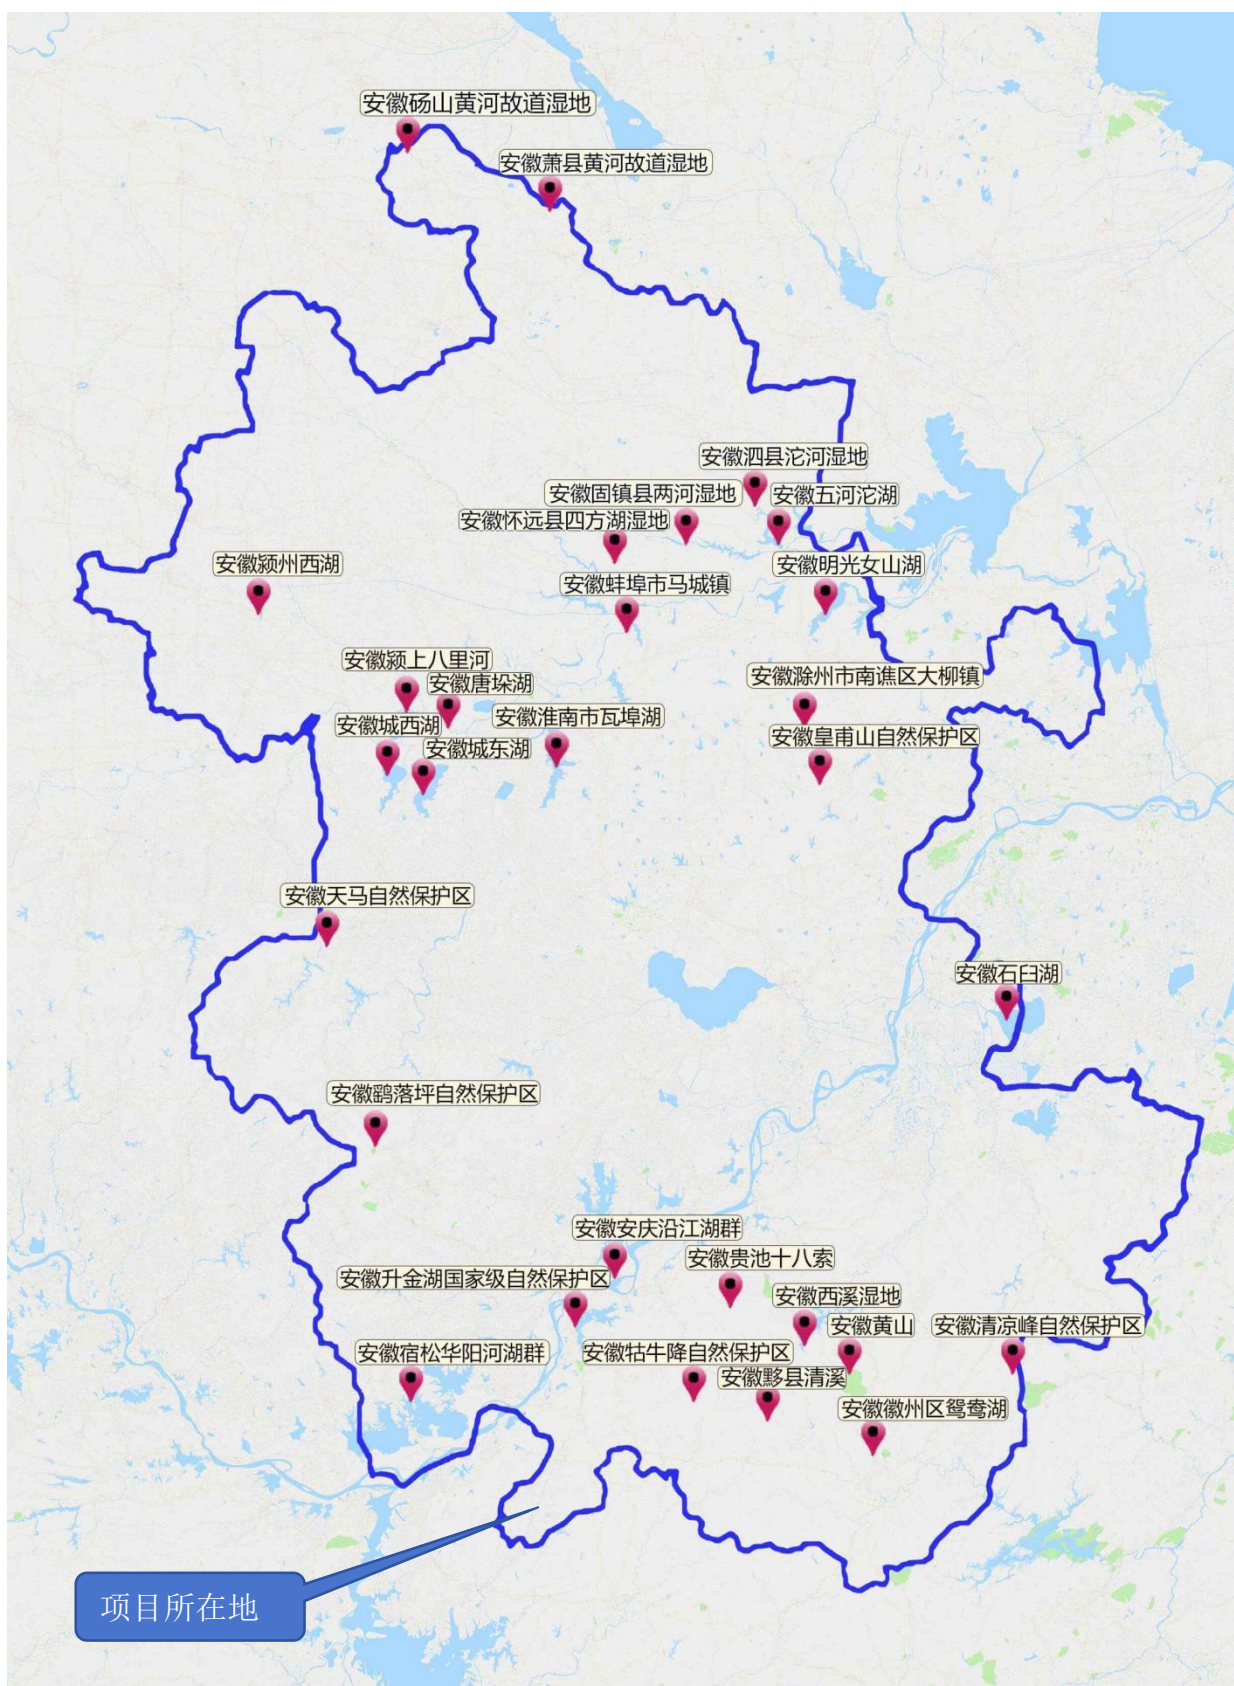 安徽砀山黄河故道湿地
安徽萧县黄河故道湿地
安徽泗县沱河湿地
安徽固镇县两河湿地
安徽五河沱湖
安徽怀远县四方湖湿地
安徽颍州西湖
安徽明光女山湖
安徽蚌埠市马城镇
安徽颍上八里河
安徽唐垛湖
安徽滁州市南谯区大柳镇
安徽城西湖
安徽淮南市瓦埠湖
安徽城东湖
安徽皇甫山自然保护区
安徽天马自然保护区
安徽石臼湖
安徽鹞落坪自然保护区
安徽安庆沿江湖群
安徽贵池十八索
安徽升金湖国家级自然保护区
安徽西溪湿地
安徽黄山
安徽清凉峰自然保护区
安徽宿松华阳河湖群
安徽牯牛降自然保护区
安徽黟县清溪
安徽徽州区鸳鸯湖
项目所在地